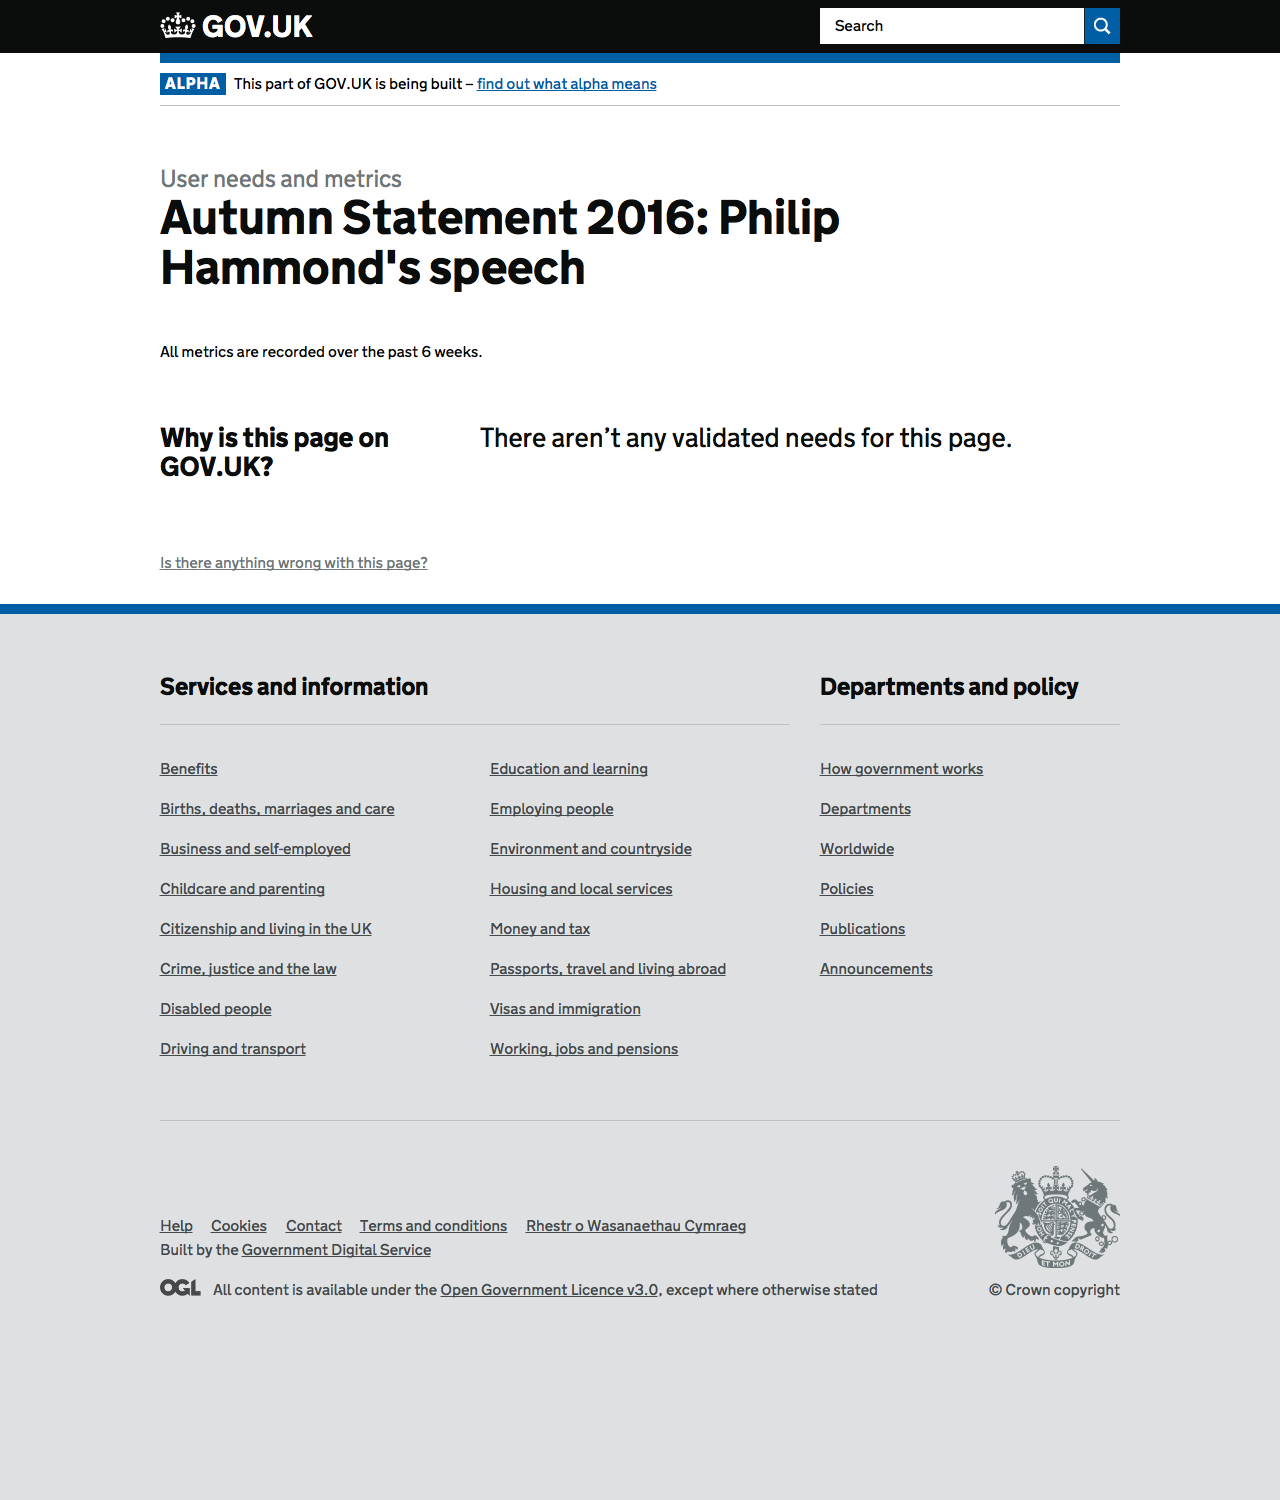 GOV.UK
Search
ALPHA This part of GOV.UK is being built – find out what alpha means
User needs and metrics
Autumn Statement 2016: Philip
Hammond's speech
All metrics are recorded over the past 6 weeks.
Why is this page on
GOV.UK?
There aren’t any validated needs for this page.
Is there anything wrong with this page?
Services and information
Benefits
Births, deaths, marriages and care
Business and self-employed
Childcare and parenting
Citizenship and living in the UK
Crime, justice and the law
Disabled people
Driving and transport
Education and learning
Employing people
Environment and countryside
Housing and local services
Money and tax
Passports, travel and living abroad
Visas and immigration
Working, jobs and pensions
Departments and policy
How government works
Departments
Worldwide
Policies
Publications
Announcements
Help Cookies Contact Terms and conditions Rhestr o Wasanaethau Cymraeg
Built by the Government Digital Service
OGL All content is available under the Open Government Licence v3.0, except where otherwise stated
DIEU ET MON DROIT
© Crown copyright